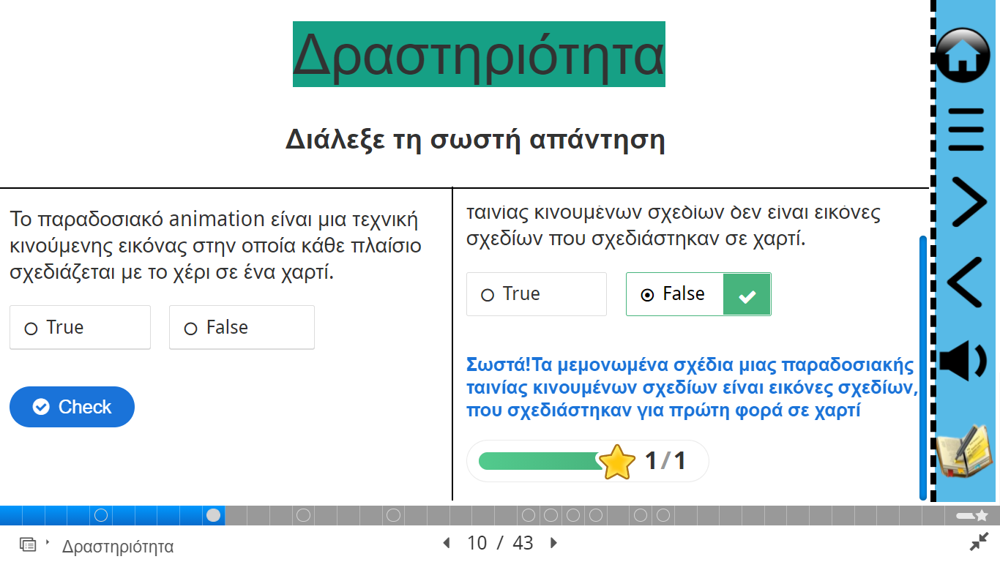 Δραστηριότητα
Διάλεξε τη σωστή απάντηση
Το παραδοσιακό animation είναι μια τεχνική
κινούμενης εικόνας στην οποία κάθε πλαίσιο
σχεδιάζεται με το χέρι σε ένα χαρτί.
True
False
Check
ταινίας κινουμένων σχεδίων δεν είναι εικόνες
σχεδίων που σχεδιάστηκαν σε χαρτί.
True
False
Σωστά!Τα μεμονωμένα σχέδια μιας παραδοσιακής
ταινίας κινουμένων σχεδίων είναι εικόνες σχεδίων,
που σχεδιάστηκαν για πρώτη φορά σε χαρτί
1/1
Δραστηριότητα
10 / 43